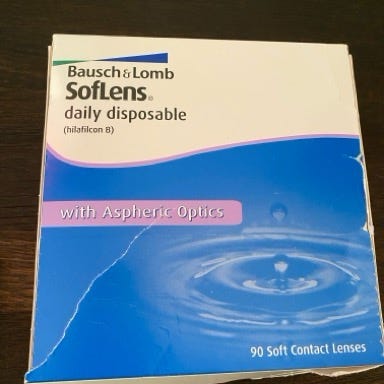 Bausch & Lomb
SofLens®
daily disposable
(hilafilcon B)
with Aspheric Optics
90 Soft Contact Lenses